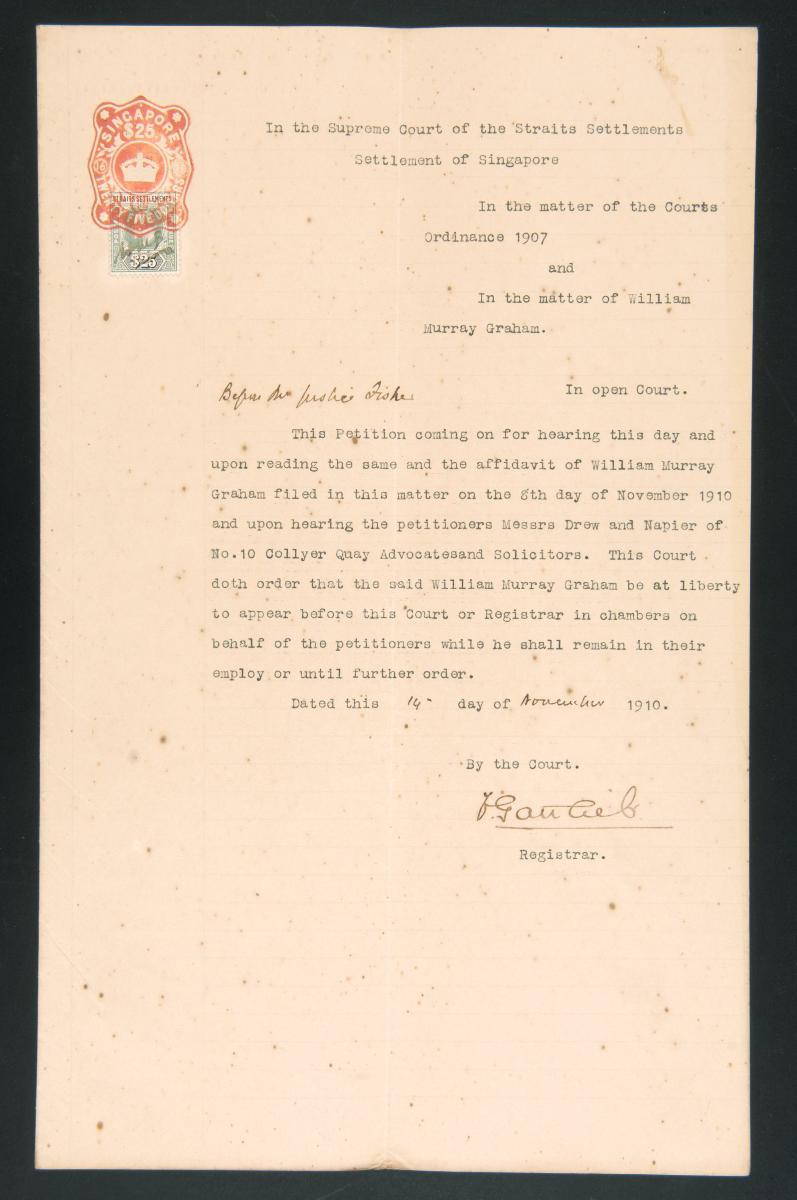 SINGAPORE
$25
STRAITS SETTLEMENTS
TWENTY FIVE DOLLARS
$25
In the Supreme Court of the Straits Settlements
Settlement of Singapore
In the matter of the Courts
Ordinance 1907
and
In the matter of William
Murray Graham.
Before Mr Justice Fisher
In open Court.
This Petition coming on for hearing this day and
upon reading the same and the affidavit of William Murray
Graham filed in this matter on the 8th day of November 1910
and upon hearing the petitioners Messrs Drew and Napier of
No.10 Collyer Quay Advocatesand Solicitors. This Court
doth order that the said William Murray Graham be at liberty
to appear before this Court or Registrar in chambers on
behalf of the petitioners while he shall remain in their
employ or until further order.
Dated this 14 day of November 1910.
By the Court.
Registrar.